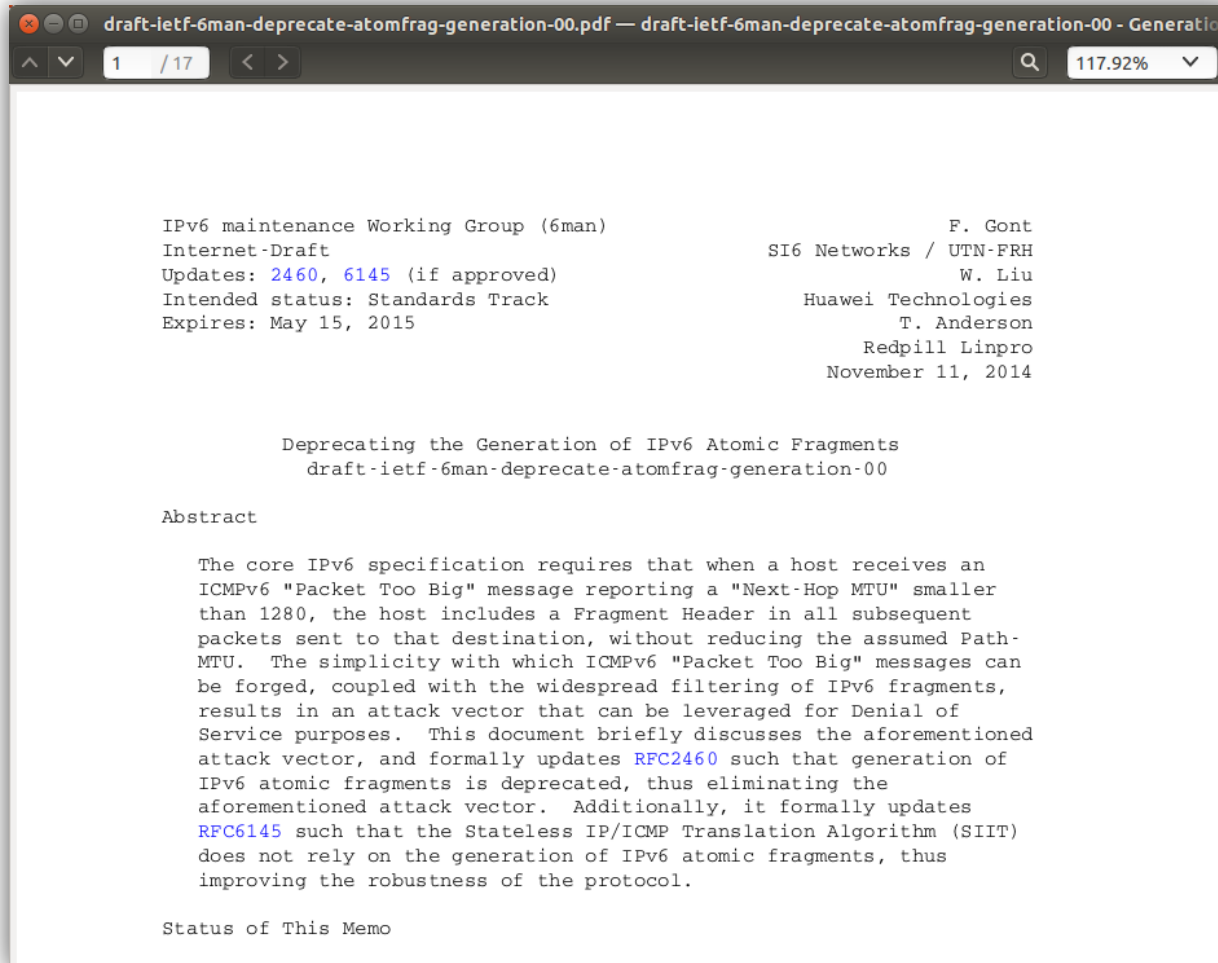 draft-ietf-6man-deprecate-atomfrag-generation-00.pdf — draft-ietf-6man-deprecate-atomfrag-generation-00 - Generatio
1 / 17 117.92%
IPv6 maintenance Working Group (6man) F. Gont
Internet-Draft SI6 Networks / UTN-FRH
Updates: 2460, 6145 (if approved) W. Liu
Intended status: Standards Track Huawei Technologies
Expires: May 15, 2015 T. Anderson
Redpill Linpro
November 11, 2014
Deprecating the Generation of IPv6 Atomic Fragments
draft-ietf-6man-deprecate-atomfrag-generation-00
Abstract
The core IPv6 specification requires that when a host receives an
ICMPv6 "Packet Too Big" message reporting a "Next-Hop MTU" smaller
than 1280, the host includes a Fragment Header in all subsequent
packets sent to that destination, without reducing the assumed Path-
MTU.  The simplicity with which ICMPv6 "Packet Too Big" messages can
be forged, coupled with the widespread filtering of IPv6 fragments,
results in an attack vector that can be leveraged for Denial of
Service purposes.  This document briefly discusses the aforementioned
attack vector, and formally updates RFC2460 such that generation of
IPv6 atomic fragments is deprecated, thus eliminating the
aforementioned attack vector.  Additionally, it formally updates
RFC6145 such that the Stateless IP/ICMP Translation Algorithm (SIIT)
does not rely on the generation of IPv6 atomic fragments, thus
improving the robustness of the protocol.
Status of This Memo